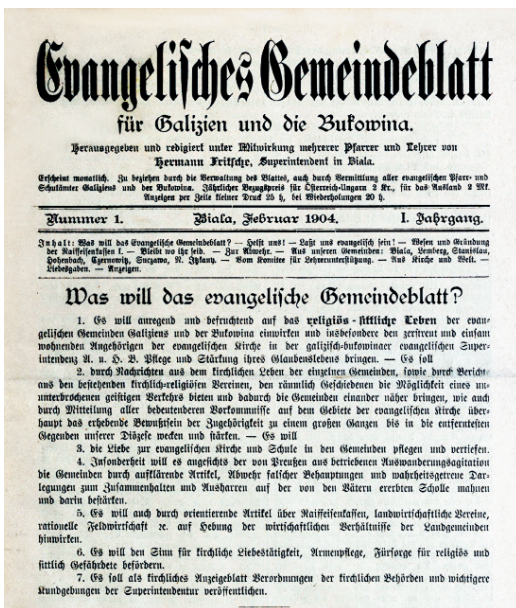 Evangelisches Gemeindeblatt
für Galizien und die Bukowina.
Herausgegeben und redigiert unter Mitwirkung mehrerer Pfarrer und Lehrer von
Hermann Fritsche, Superintendent in Biala.
Erscheint monatlich. Zu beziehen durch die Verwaltung des Blattes, auch durch Vermittlung aller evangelischen Pfarr- und
Schulämter Galiziens und der Bukowina. Jährlicher Bezugspreis für Österreich-Ungarn 2 Kr., für das Ausland 2 Mk.
Anzeigen per Zeile kleiner Druck 25 h, bei Wiederholungen 20 h.
Nummer 1. Biala, Februar 1904. I. Jahrgang.
Inhalt: Was will das Evangelische Gemeindeblatt? — Helft uns! — Laßt uns evangelisch sein! — Wesen und Gründung
der Raiffeisenkassen I. — Bleibt wo ihr seid. — Zur Abwehr. — Aus unseren Gemeinden: Biala, Lemberg, Stanislau,
Hohenbach, Czernowitz, Suczawa, N. Itzkany. — Vom Komitee für Lehrerunterstützung. — Aus Kirche und Welt. —
Liebesgaben. — Anzeigen.
Was will das evangelische Gemeindeblatt?
1. Es will anregend und befruchtend auf das religiös-sittliche Leben der evan-
gelischen Gemeinden Galiziens und der Bukowina einwirken und insbesondere den zerstreut und einsam
wohnenden Angehörigen der evangelischen Kirche in der galizisch-bukowinaer evangelischen Super-
intendenz A. u. H. B. Pflege und Stärkung ihres Glaubenslebens bringen. — Es soll
2. durch Nachrichten aus dem kirchlichen Leben der einzelnen Gemeinden, sowie durch Berichte
aus den bestehenden kirchlich-religiösen Vereinen, den räumlich Geschiedenen die Möglichkeit eines un-
unterbrochenen geistigen Verkehrs bieten und dadurch die Gemeinden einander näher bringen, wie auch
durch Mitteilung aller bedeutenderen Vorkommnisse auf dem Gebiete der evangelischen Kirche über-
haupt das erhebende Bewußtsein der Zugehörigkeit zu einem großen Ganzen bis in die entferntesten
Gegenden unserer Diözese wecken und stärken. — Es will
3. die Liebe zur evangelischen Kirche und Schule in den Gemeinden pflegen und vertiefen.
4. Insonderheit will es angesichts der von Preußen aus betriebenen Auswanderungsagitation
die Gemeinden durch aufklärende Artikel, Abwehr falscher Behauptungen und wahrheitsgetreue Dar-
legungen zum Zusammenhalten und Ausharren auf der von den Vätern ererbten Scholle mahnen
und darin bestärken.
5. Es will auch durch orientierende Artikel über Raiffeisenkassen, landwirtschaftliche Vereine,
rationelle Feldwirtschaft ꝛc. auf Hebung der wirtschaftlichen Verhältnisse der Landgemeinden
hinwirken.
6. Es will den Sinn für kirchliche Liebestätigkeit, Armenpflege, Fürsorge für religiös und
sittlich Gefährdete befördern.
7. Es soll als kirchliches Anzeigeblatt Verordnungen der kirchlichen Behörden und wichtigere
Kundgebungen der Superintendentur veröffentlichen.